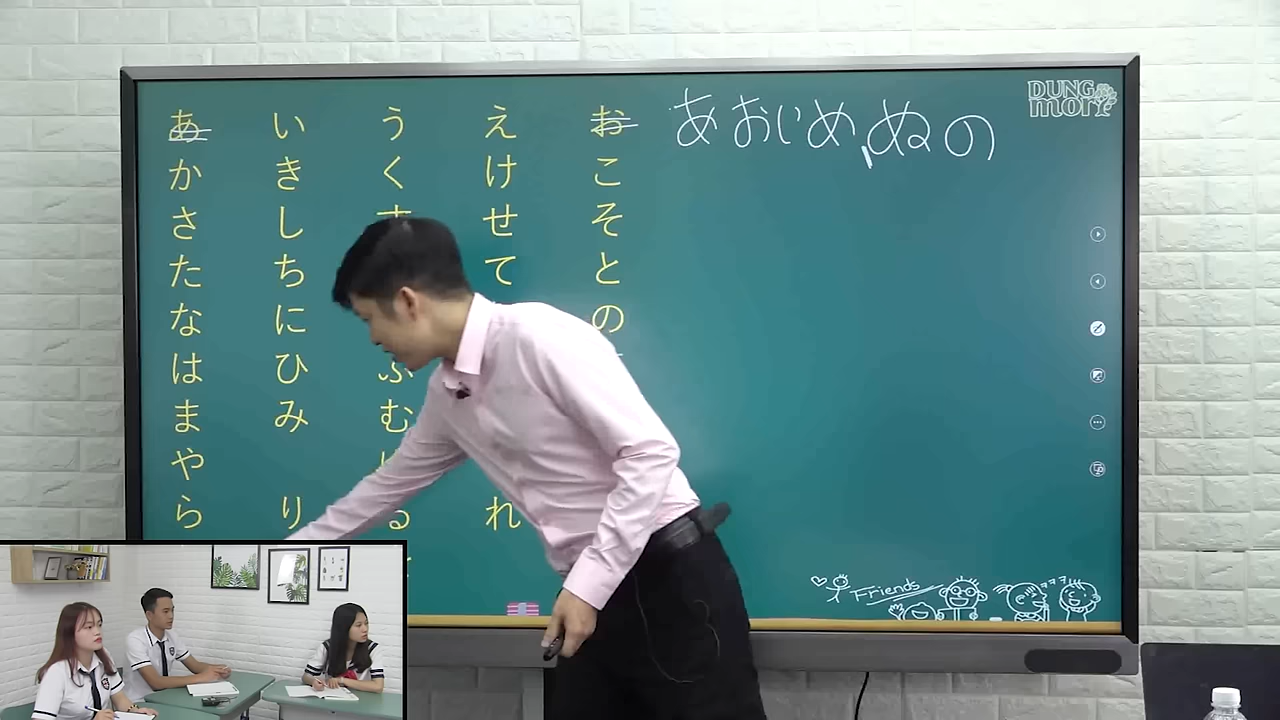 あ い う え お
か き く け こ
さ し せ そ
た ち て と
な に の
は ひ ふ
ま み む
や
ら り る れ
あおいめ,ぬの
DUNG
mori
Friends